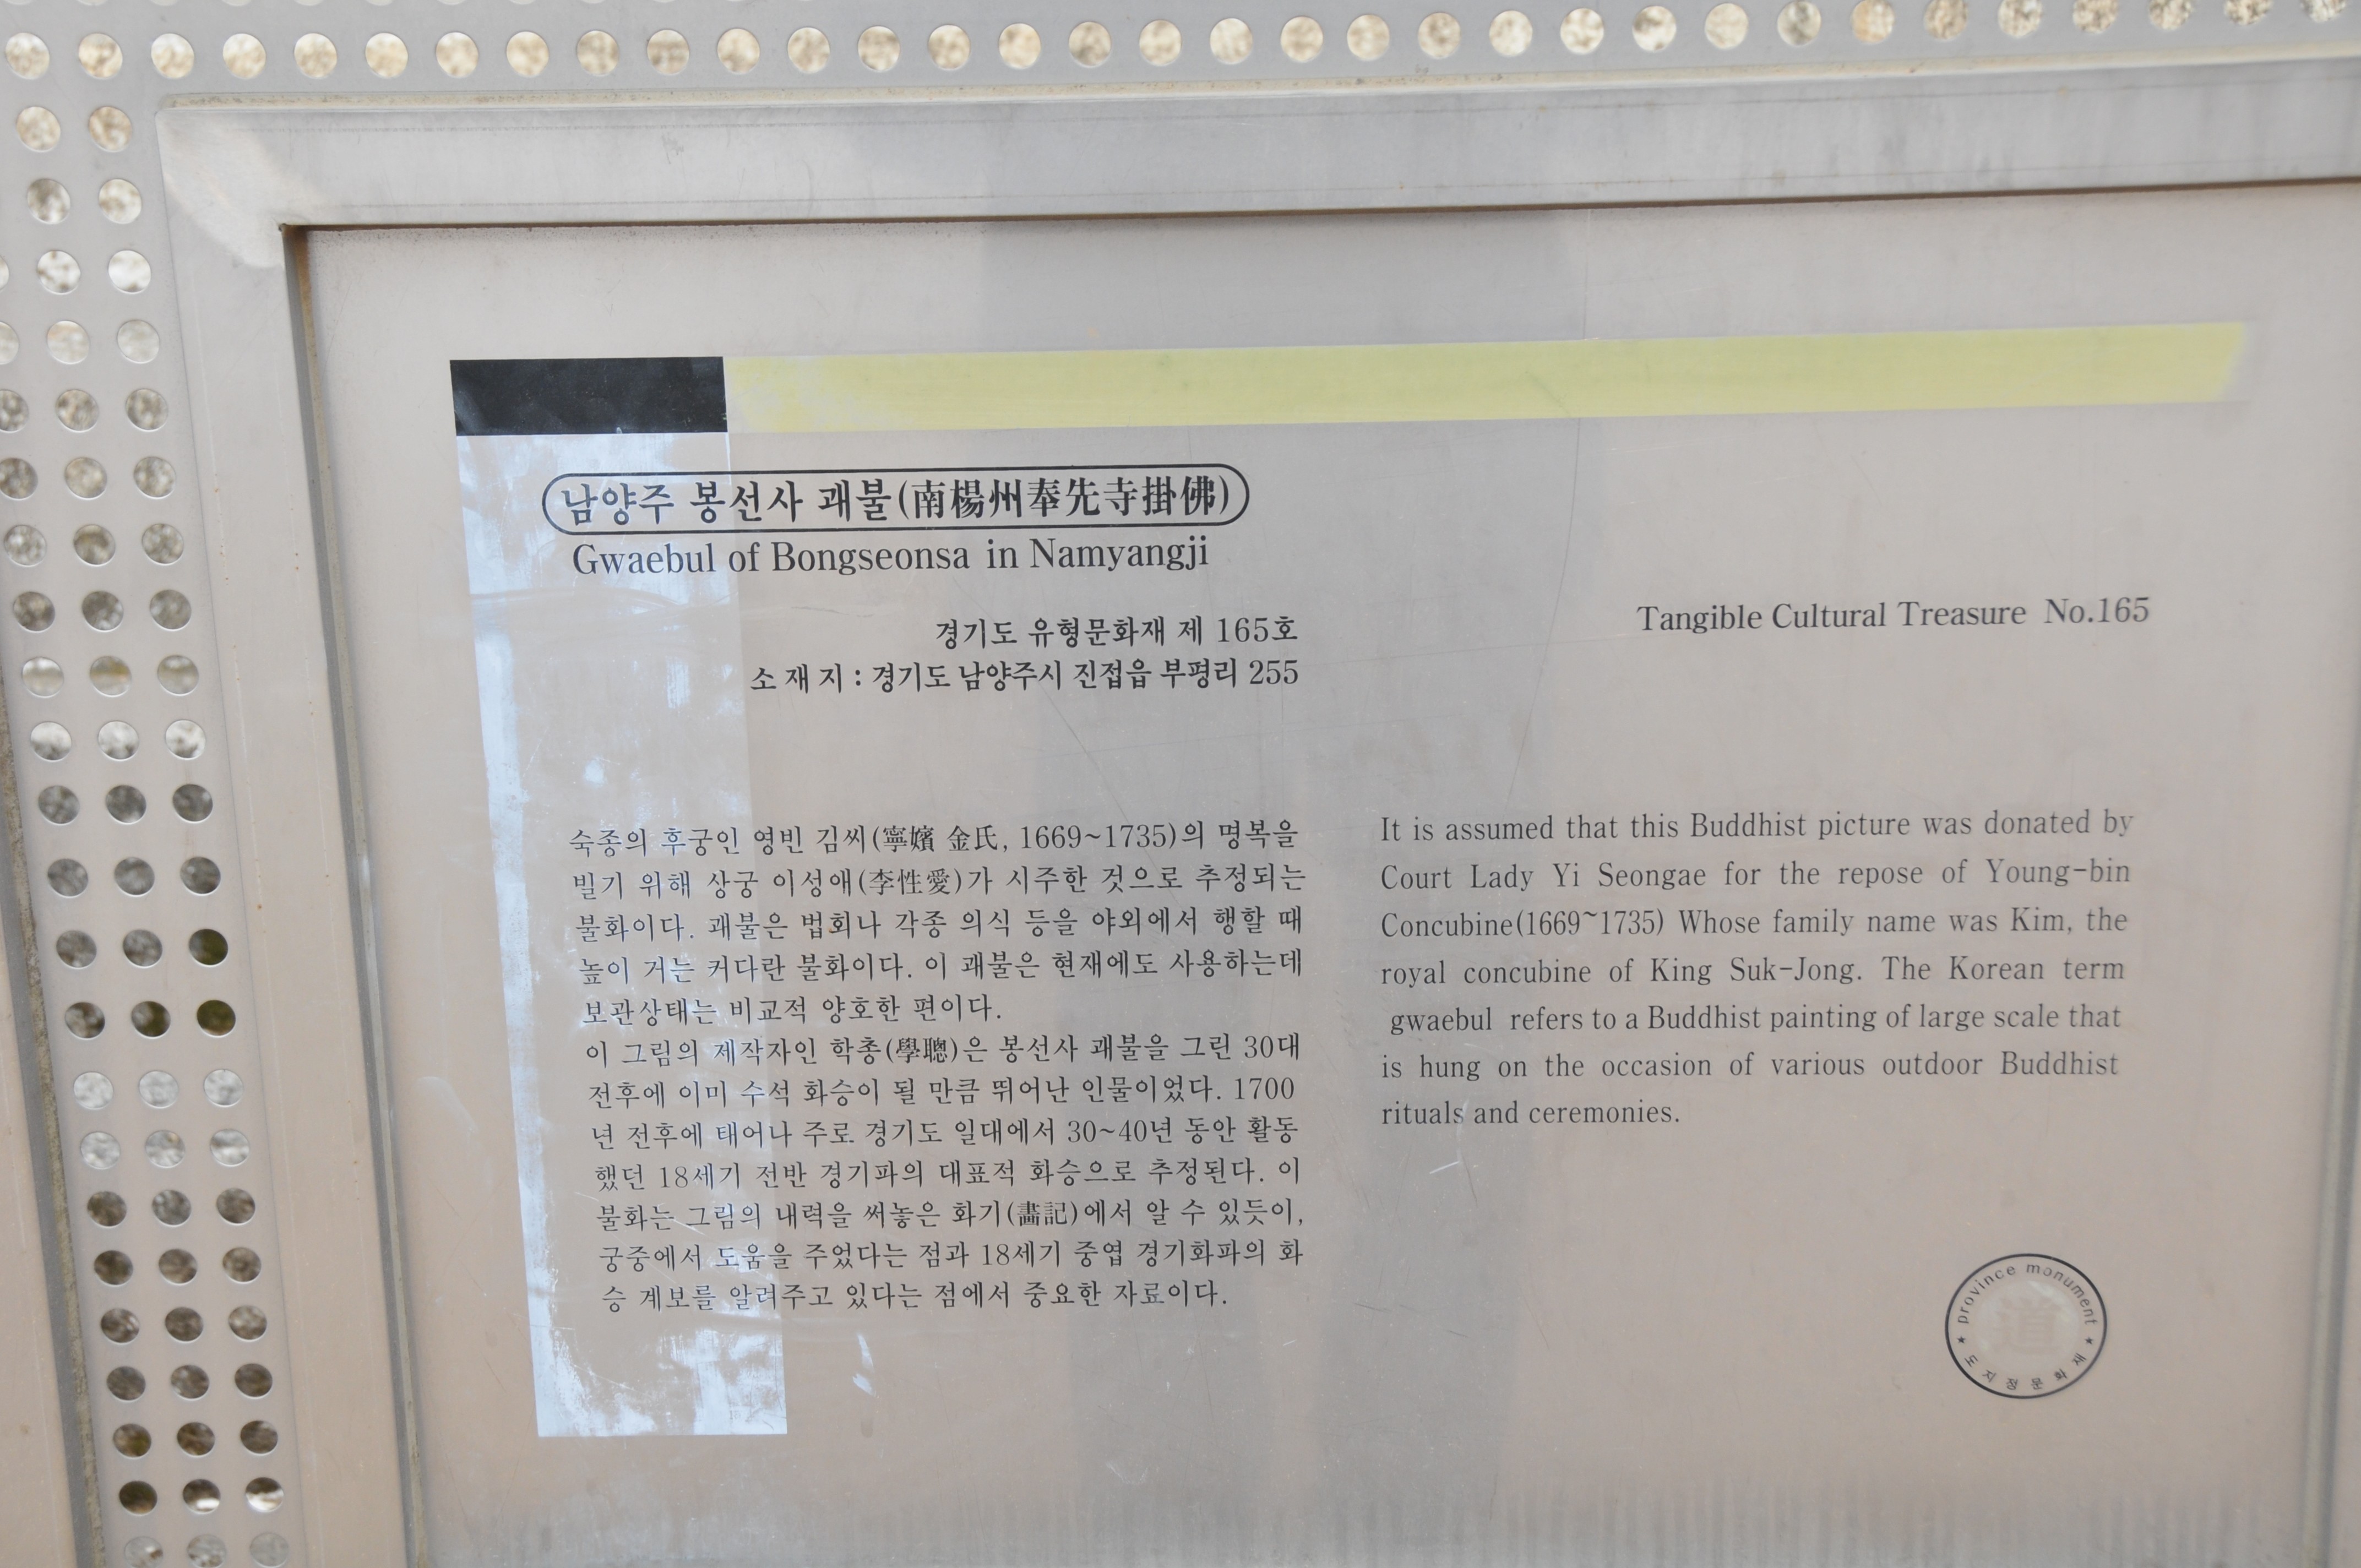 남양주 봉선사 괘불(南楊州奉先寺掛佛)
Gwaebul of Bongseonsa in Namyangji
경기도 유형문화재 제 165호
소 재 지 : 경기도 남양주시 진접읍 부평리 255
숙종의 후궁인 영빈 김씨(寧嬪 金氏, 1669~1735)의 명복을
빌기 위해 상궁 이성애(李性愛)가 시주한 것으로 추정되는
불화이다. 괘불은 법회나 각종 의식 등을 야외에서 행할 때
높이 거는 커다란 불화이다. 이 괘불은 현재에도 사용하는데
보관상태는 비교적 양호한 편이다.
이 그림의 제작자인 학총(學聰)은 봉선사 괘불을 그린 30대
전후에 이미 수석 화승이 될 만큼 뛰어난 인물이었다. 1700
년 전후에 태어나 주로 경기도 일대에서 30~40년 동안 활동
했던 18세기 전반 경기파의 대표적 화승으로 추정된다. 이
불화는 그림의 내력을 써놓은 화기(畵記)에서 알 수 있듯이,
궁중에서 도움을 주었다는 점과 18세기 중엽 경기화파의 화
승 계보를 알려주고 있다는 점에서 중요한 자료이다.
Tangible Cultural Treasure No.165
It is assumed that this Buddhist picture was donated by
Court Lady Yi Seongae for the repose of Young-bin
Concubine(1669~1735) Whose family name was Kim, the
royal concubine of King Suk-Jong. The Korean term
gwaebul refers to a Buddhist painting of large scale that
is hung on the occasion of various outdoor Buddhist
rituals and ceremonies.
province monument
道
★ 도지정문화재 ★